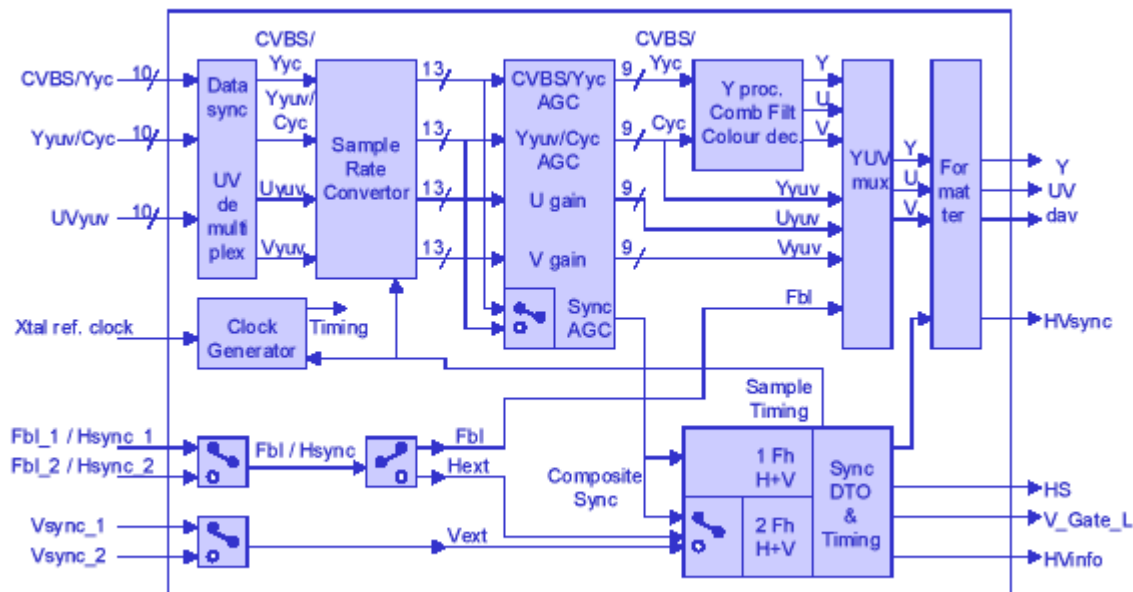 CVBS/ CVBS/
CVBS/Yyc 10 Yyc 13 9 Yyc Y
Data sync CVBS/Yyc AGC Y proc. Comb Filt Colour dec. U
Yyuv/ Cyc
Yyuv/Cyc 10 Sample Rate Convertor 13 Yyuv/Cyc AGC 9 Cyc V
YUV mux Y U V For mat ter Y
UV de multi plex Uyuv 13 U gain 9 Yyuv UV
UVyuv 10 Uyuv dav
Vyuv 13 V gain 9 Vyuv
Sync AGC Fbl
Xtal ref. clock Clock Generator Timing HVsync
Sample Timing
Fbl_1 / Hsync_1 Fbl / Hsync Fbl
Fbl_2 / Hsync_2 Hext 1 Fh H+V Sync DTO & Timing
Composite Sync HS
Vsync_1 2 Fh H+V V_Gate_L
Vsync_2 Vext HVinfo